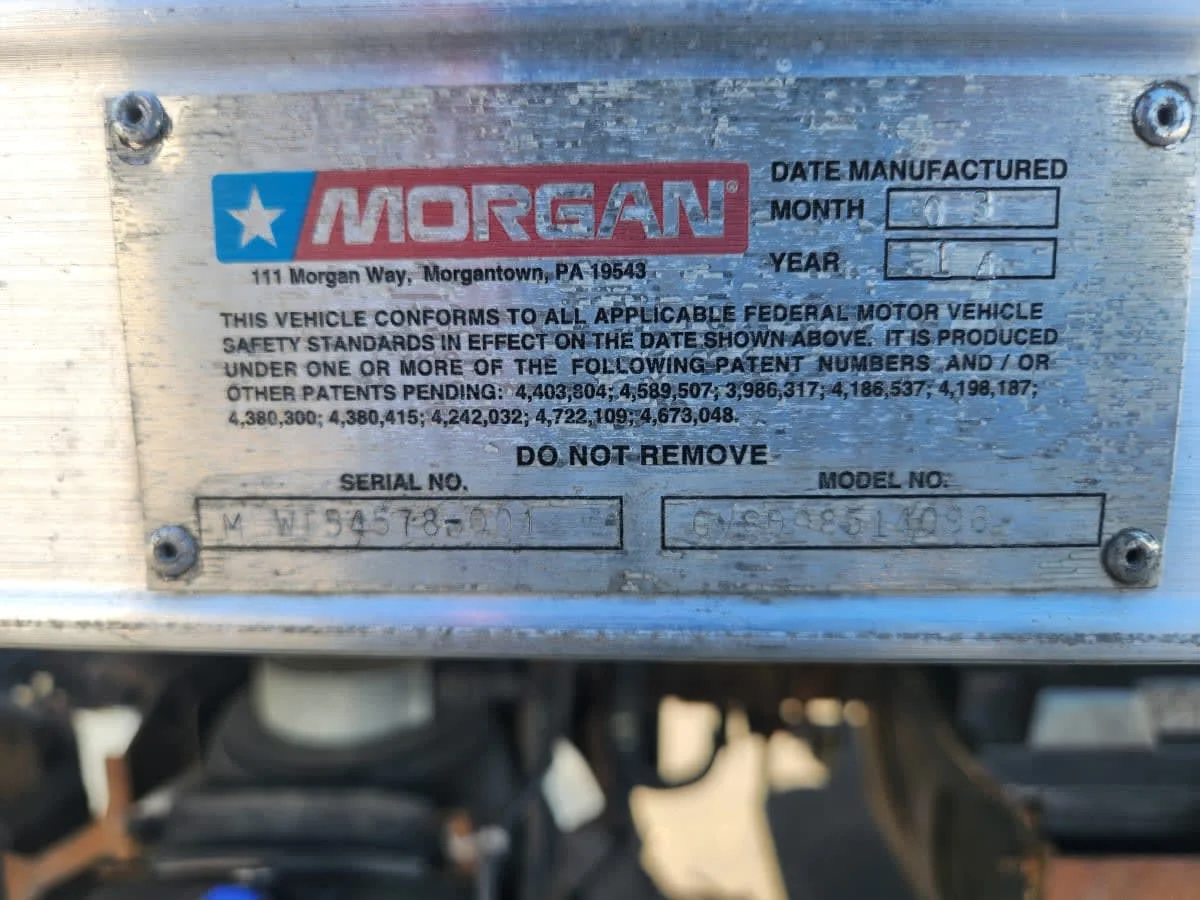 MORGAN®
111 Morgan Way, Morgantown, PA 19543
DATE MANUFACTURED
MONTH 03
YEAR 14
THIS VEHICLE CONFORMS TO ALL APPLICABLE FEDERAL MOTOR VEHICLE
SAFETY STANDARDS IN EFFECT ON THE DATE SHOWN ABOVE. IT IS PRODUCED
UNDER ONE OR MORE OF THE FOLLOWING PATENT NUMBERS AND / OR
OTHER PATENTS PENDING: 4,403,804; 4,589,507; 3,986,317; 4,186,537; 4,198,187;
4,380,300; 4,380,415; 4,242,032; 4,722,109; 4,673,048.
DO NOT REMOVE
SERIAL NO.
MODEL NO.